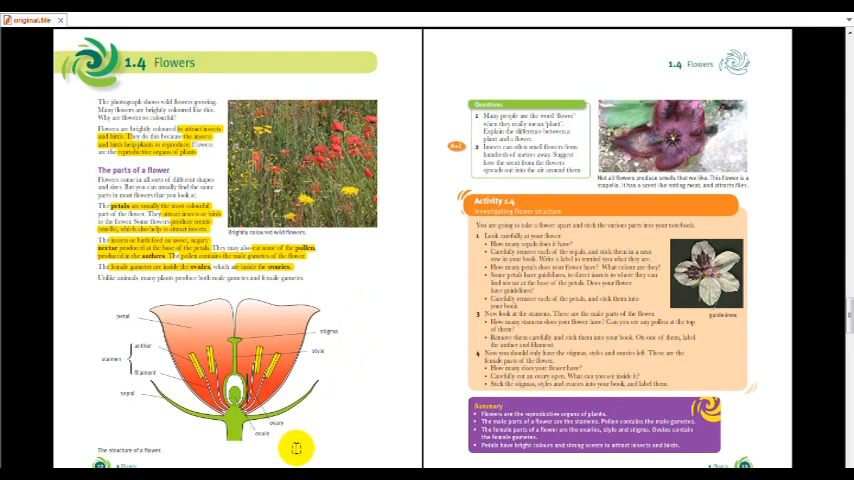 original.file
1.4 Flowers
The photograph shows wild flowers growing.
Many flowers are brightly coloured like this.
Why are flowers so colourful?
Flowers are brightly coloured to attract insects
and birds. They do this because the insects
and birds help plants to reproduce. Flowers
are the reproductive organs of plants.
The parts of a flower
Flowers come in all sorts of different shapes
and sizes. But you can usually find the same
parts in most flowers that you look at.
The petals are usually the most colourful
part of the flower. They attract insects or birds
to the flower. Some flowers produce scents
(smells), which also help to attract insects.
The insects or birds feed on sweet, sugary
nectar produced at the base of the petals. They may also eat some of the pollen,
produced in the anthers. The pollen contains the male gametes of the flower.
The female gametes are inside the ovules, which are inside the ovaries.
Unlike animals, many plants produce both male gametes and female gametes.
Brightly coloured wild flowers.
petal
stigma
anther
style
stamen
filament
sepal
ovary
ovule
The structure of a flower
1 Plants
1.4 Flowers
Questions
1 Many people use the word 'flower'
when they really mean 'plant'.
Explain the difference between a
plant and a flower.
A+I
2 Insects can often smell flowers from
hundreds of metres away. Suggest
how the scent from the flowers
spreads out into the air around them.
Not all flowers produce smells that we like. This flower is a
stapelia. It has a scent like rotting meat, and attracts flies.
Activity 1.4
Investigating flower structure
You are going to take a flower apart and stick the various parts into your notebook.
1 Look carefully at your flower.
• How many sepals does it have?
• Carefully remove each of the sepals, and stick them in a neat
row in your book. Write a label to remind you what they are.
• How many petals does your flower have? What colour are they?
• Some petals have guidelines, to direct insects to where they can
find nectar at the base of the petals. Does your flower
have guidelines?
• Carefully remove each of the petals, and stick them into
your book.
guidelines
3 Now look at the stamens. These are the male parts of the flower.
• How many stamens does your flower have? Can you see any pollen at the top
of them?
• Remove them carefully and stick them into your book. On one of them, label
the anther and filament.
4 Now you should only have the stigmas, styles and ovaries left. These are the
female parts of the flower.
• How many does your flower have?
• Carefully cut an ovary open. What can you see inside it?
• Stick the stigmas, styles and ovaries into your book, and label them.
Summary
• Flowers are the reproductive organs of plants.
• The male parts of a flower are the stamens. Pollen contains the male gametes.
• The female parts of a flower are the ovaries, style and stigma. Ovules contain
the female gametes.
• Petals have bright colours and strong scents to attract insects and birds.
1 Plants